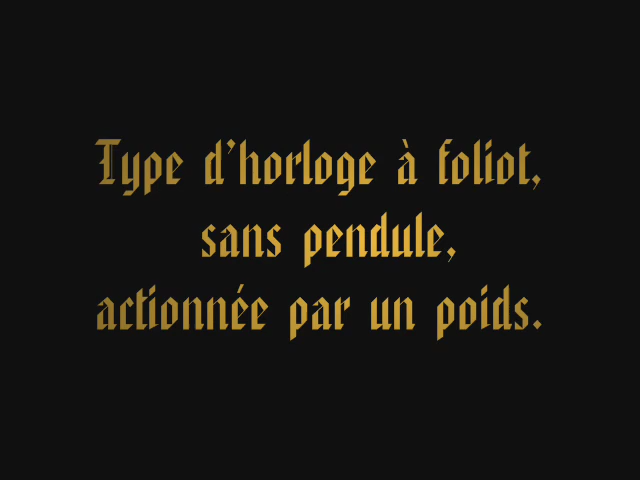 Type d'horloge à foliot,
sans pendule,
actionnée par un poids.